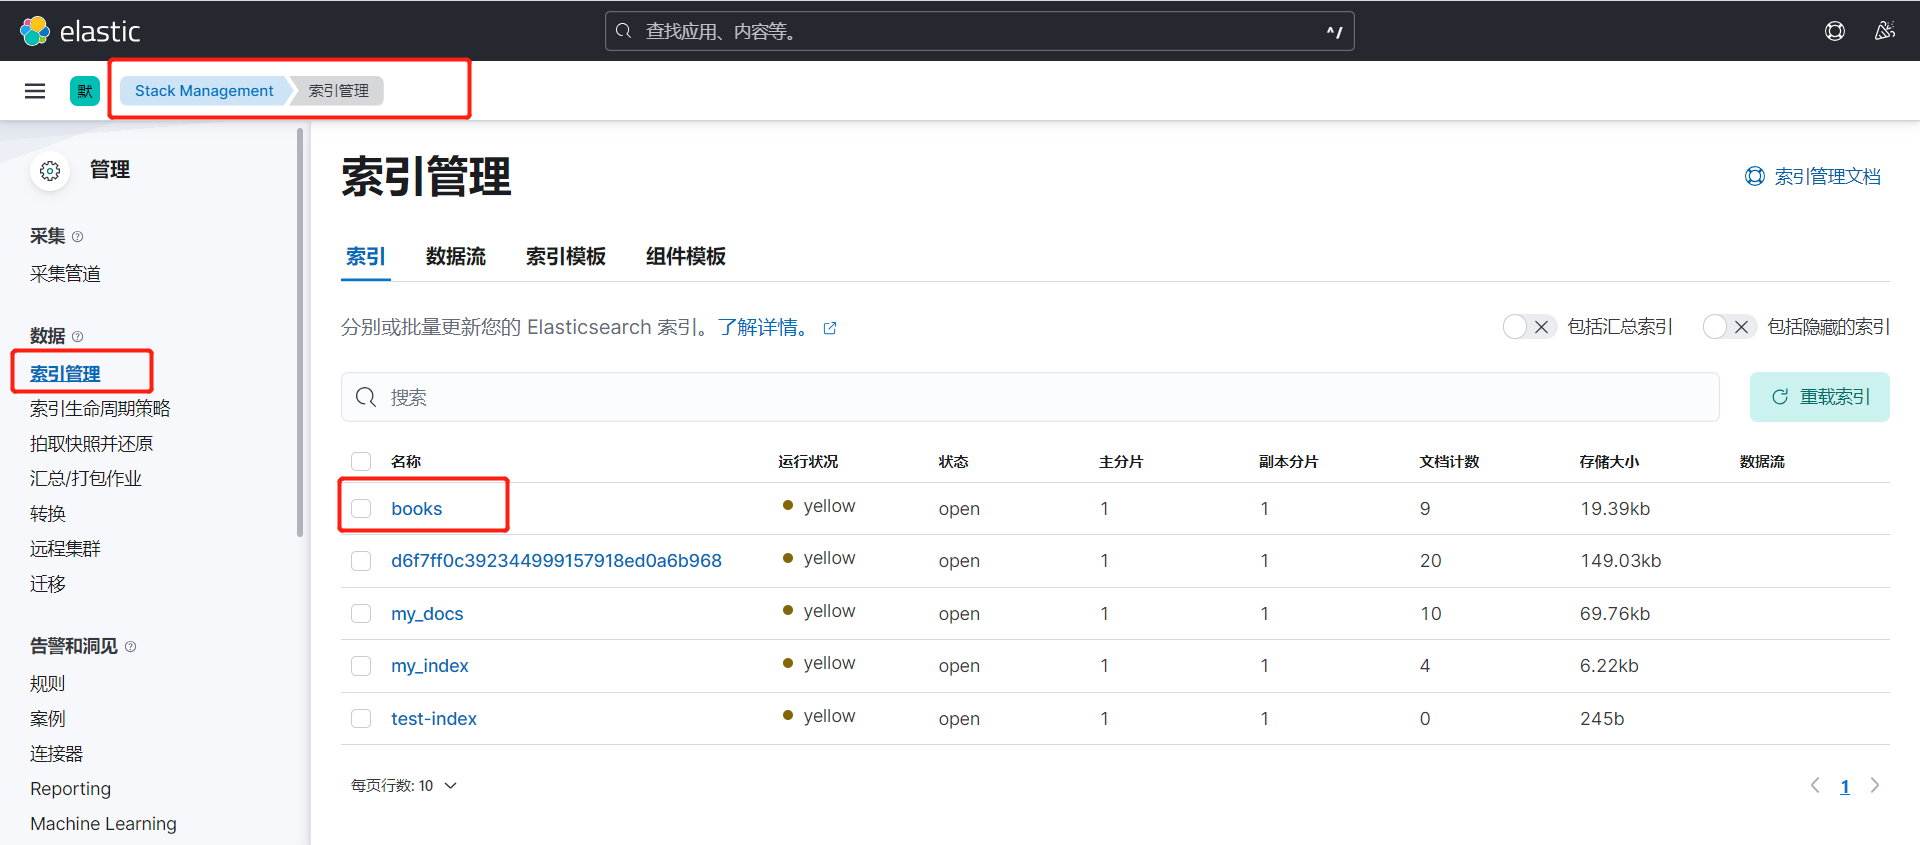 elastic
查找应用、内容等。
^/
默
Stack Management
索引管理
管理
采集
采集管道
数据
索引管理
索引生命周期策略
拍取快照并还原
汇总/打包作业
转换
远程集群
迁移
告警和洞见
规则
案例
连接器
Reporting
Machine Learning
索引管理
索引管理文档
索引 数据流 索引模板 组件模板
分别或批量更新您的 Elasticsearch 索引。了解详情。
包括汇总索引 包括隐藏的索引
搜索
重载索引
名称 运行状况 状态 主分片 副本分片 文档计数 存储大小 数据流
books yellow open 1 1 9 19.39kb
d6f7ff0c392344999157918ed0a6b968 yellow open 1 1 20 149.03kb
my_docs yellow open 1 1 10 69.76kb
my_index yellow open 1 1 4 6.22kb
test-index yellow open 1 1 0 245b
每页行数: 10
1